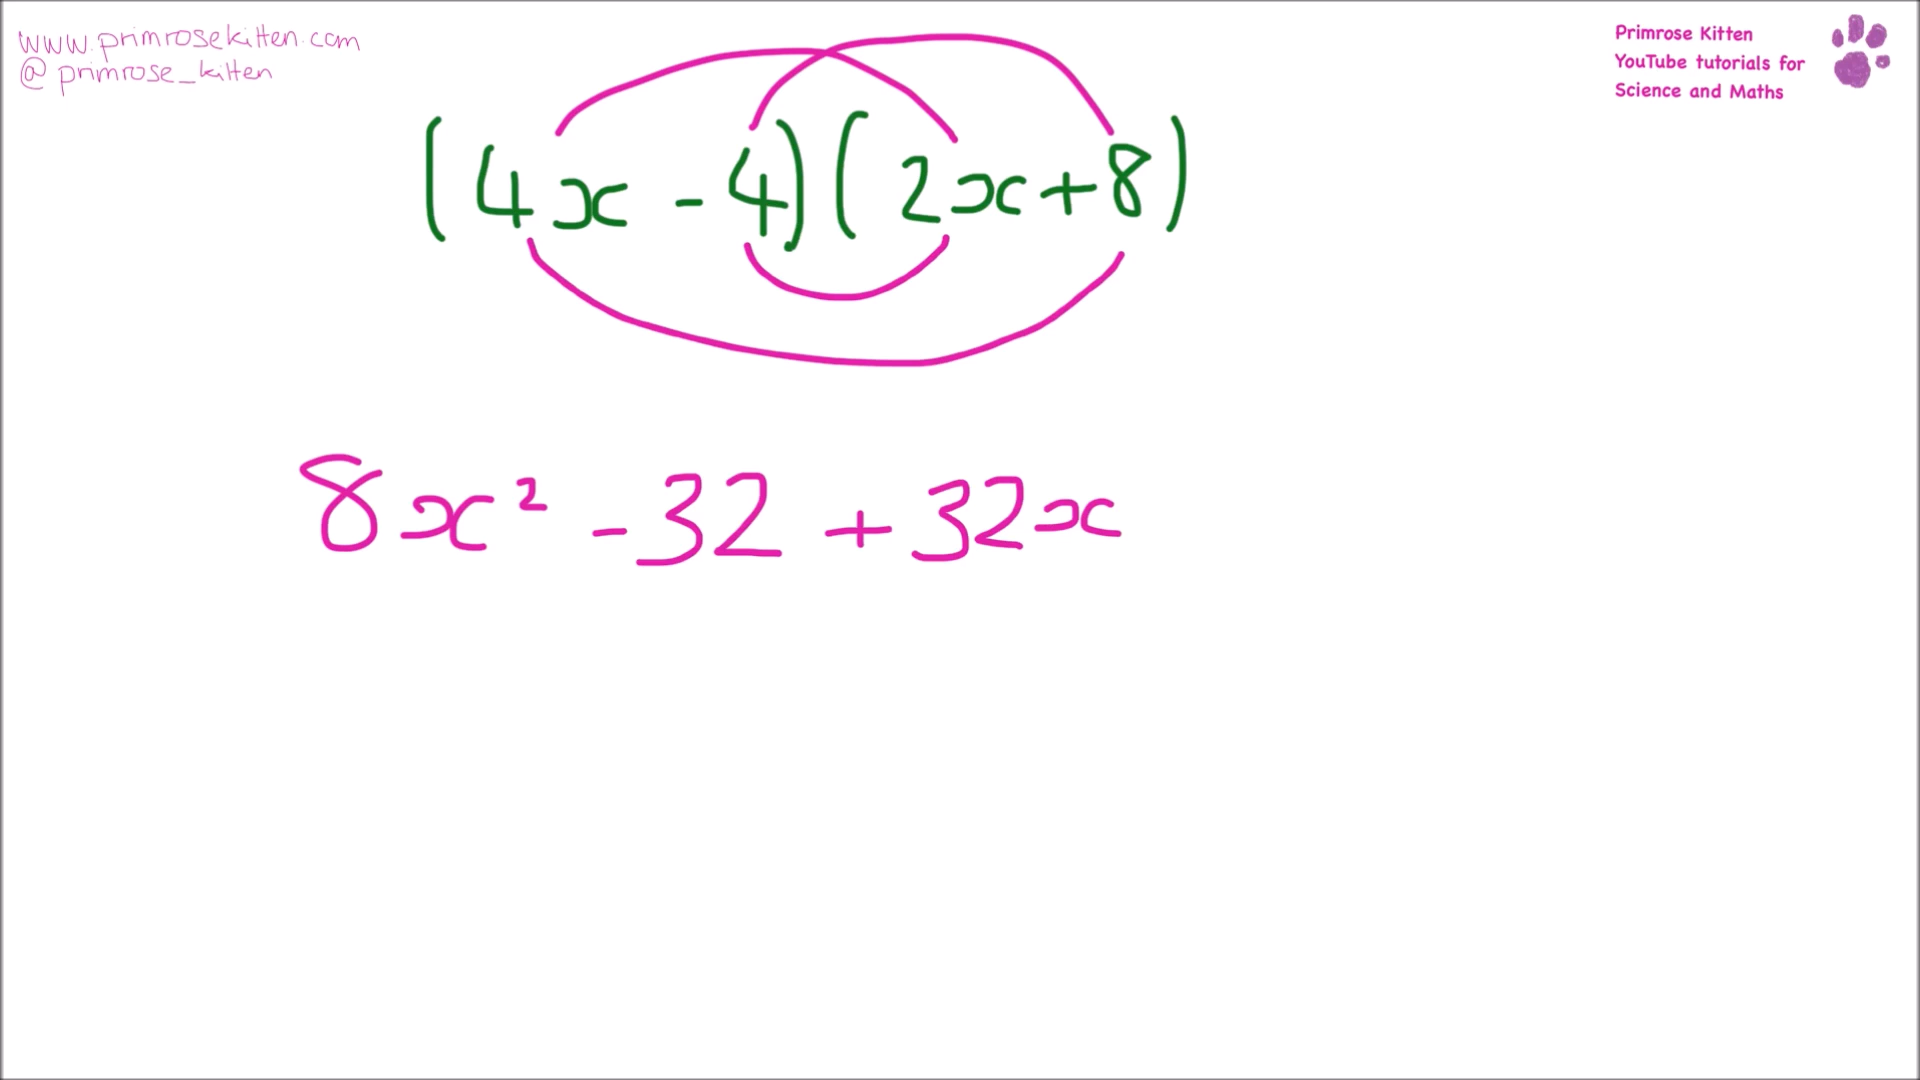 www.primrosekitten.com
@primrose_kitten
Primrose Kitten
YouTube tutorials for
Science and Maths
(4x - 4)(2x + 8)
8x² - 32 + 32x